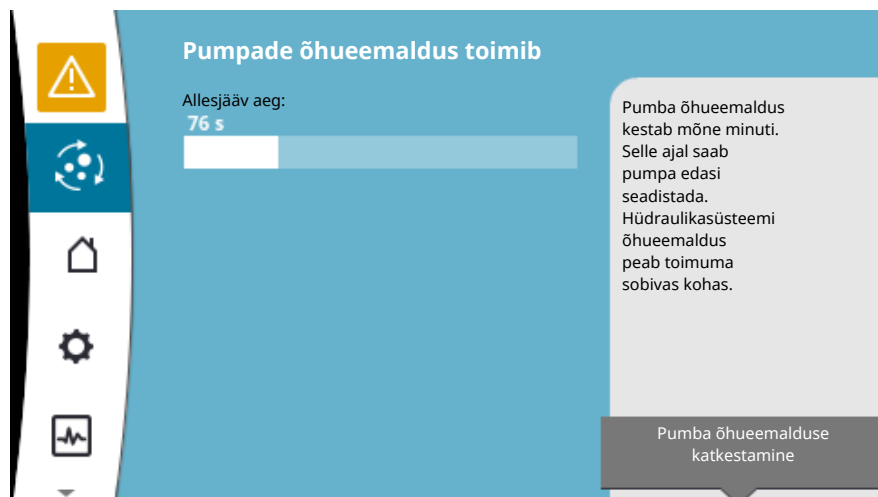 Pumpade õhueemaldus toimib
Allesjääv aeg:
76 s
Pumba õhueemaldus
kestab mõne minuti.
Selle ajal saab
pumpa edasi
seadistada.
Hüdraulikasüsteemi
õhueemaldus
peab toimuma
sobivas kohas.
Pumba õhueemalduse
katkestamine